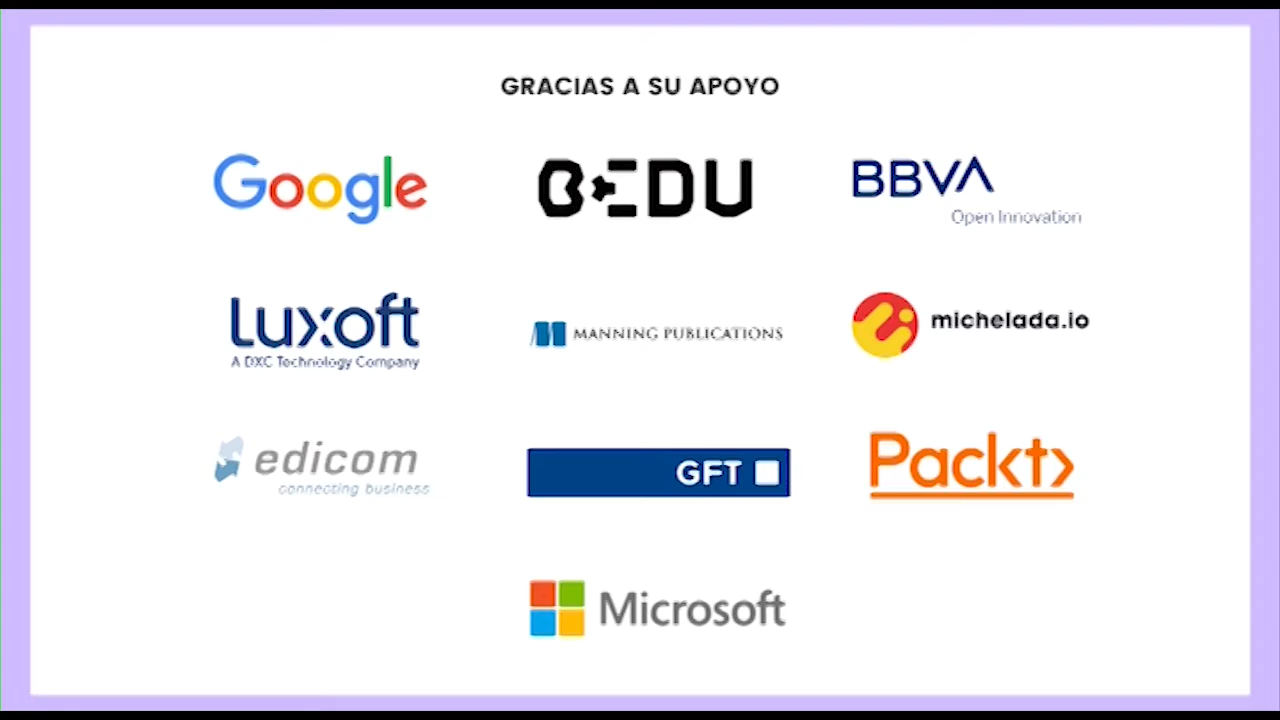 GRACIAS A SU APOYO
Google
BEDU
BBVA
Open Innovation
Luxoft
A DXC Technology Company
MANNING PUBLICATIONS
michelada.io
edicom
connecting business
GFT
Packt
Microsoft